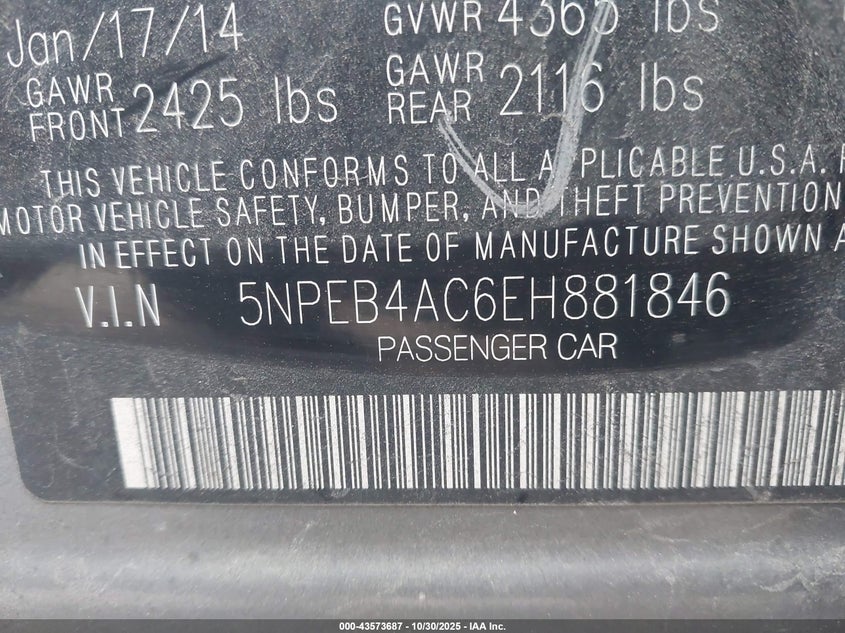 Jan/17/14 GVWR 4365 lbs
GAWR FRONT 2425 lbs GAWR REAR 2116 lbs
THIS VEHICLE CONFORMS TO ALL A PLICABLE U.S.A. F
MOTOR VEHICLE SAFETY, BUMPER, AND THEFT PREVENTION
IN EFFECT ON THE DATE OF MANUFACTURE SHOWN A
V.I.N 5NPEB4AC6EH881846
PASSENGER CAR
000-43573687 - 10/30/2025 - IAA Inc.